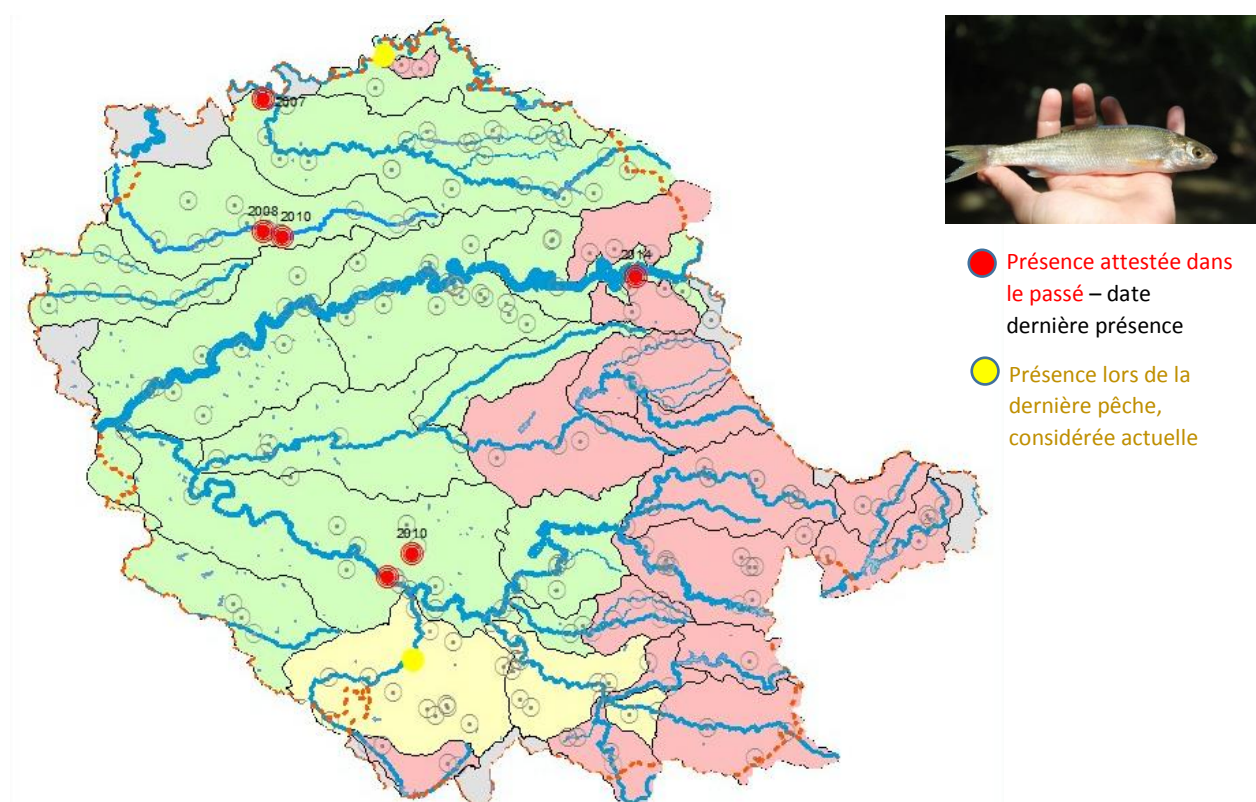 2007
2008
2010
2014
2010
Présence attestée dans
le passé – date
dernière présence
Présence lors de la
dernière pêche,
considérée actuelle